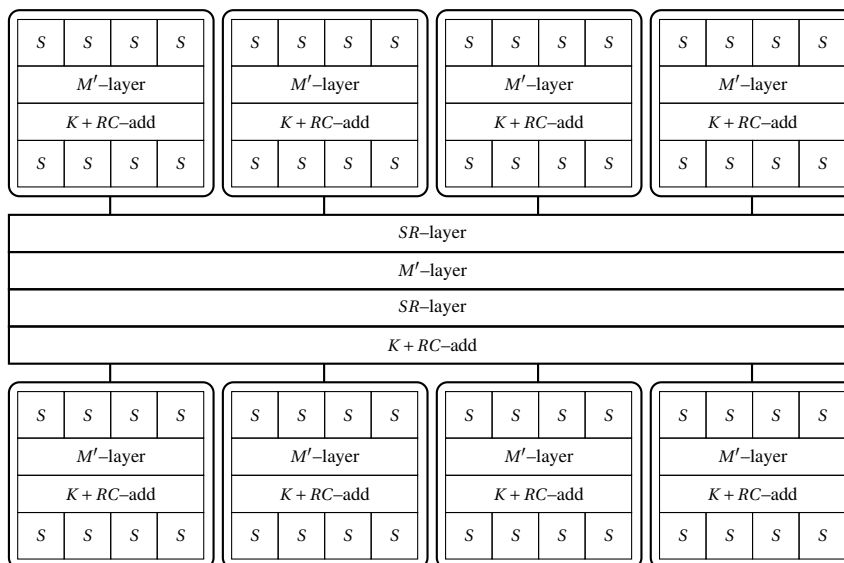 S S S S S S S S S S S S S S S S
M′–layer M′–layer M′–layer M′–layer
K + RC–add K + RC–add K + RC–add K + RC–add
S S S S S S S S S S S S S S S S
SR–layer
M′–layer
SR–layer
K + RC–add
S S S S S S S S S S S S S S S S
M′–layer M′–layer M′–layer M′–layer
K + RC–add K + RC–add K + RC–add K + RC–add
S S S S S S S S S S S S S S S S